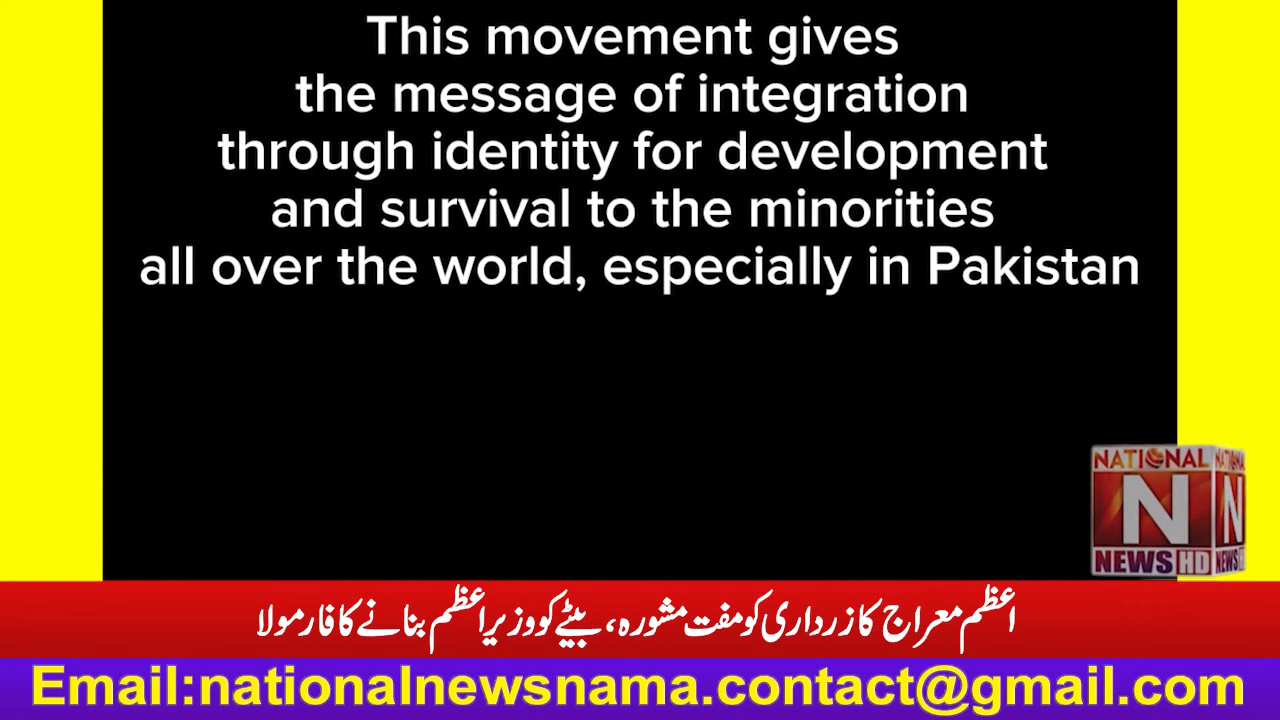 This movement gives
the message of integration
through identity for development
and survival to the minorities
all over the world, especially in Pakistan
NATIONAL
N
NEWS HD
NATIONAL
N
NEWS
اعظم معراج کا زرداری کو مفت مشورہ، بیٹے کو وزیراعظم بنانے کا فارمولا
Email:nationalnewsnama.contact@gmail.com